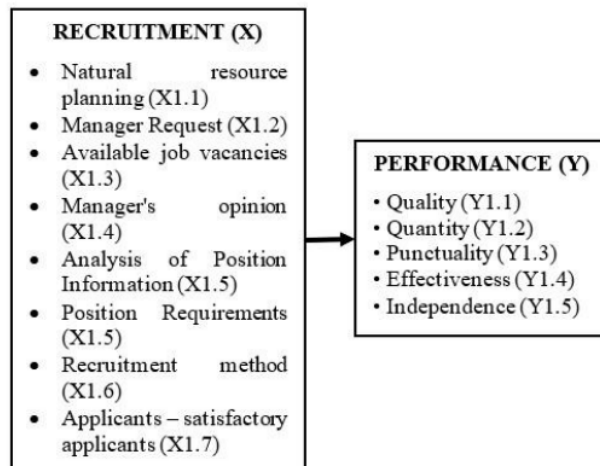 RECRUITMENT (X)
• Natural resource
planning (X1.1)
• Manager Request (X1.2)
• Available job vacancies
(X1.3)
• Manager's opinion
(X1.4)
• Analysis of Position
Information (X1.5)
• Position Requirements
(X1.5)
• Recruitment method
(X1.6)
• Applicants – satisfactory
applicants (X1.7)
PERFORMANCE (Y)
• Quality (Y1.1)
• Quantity (Y1.2)
• Punctuality (Y1.3)
• Effectiveness (Y1.4)
• Independence (Y1.5)